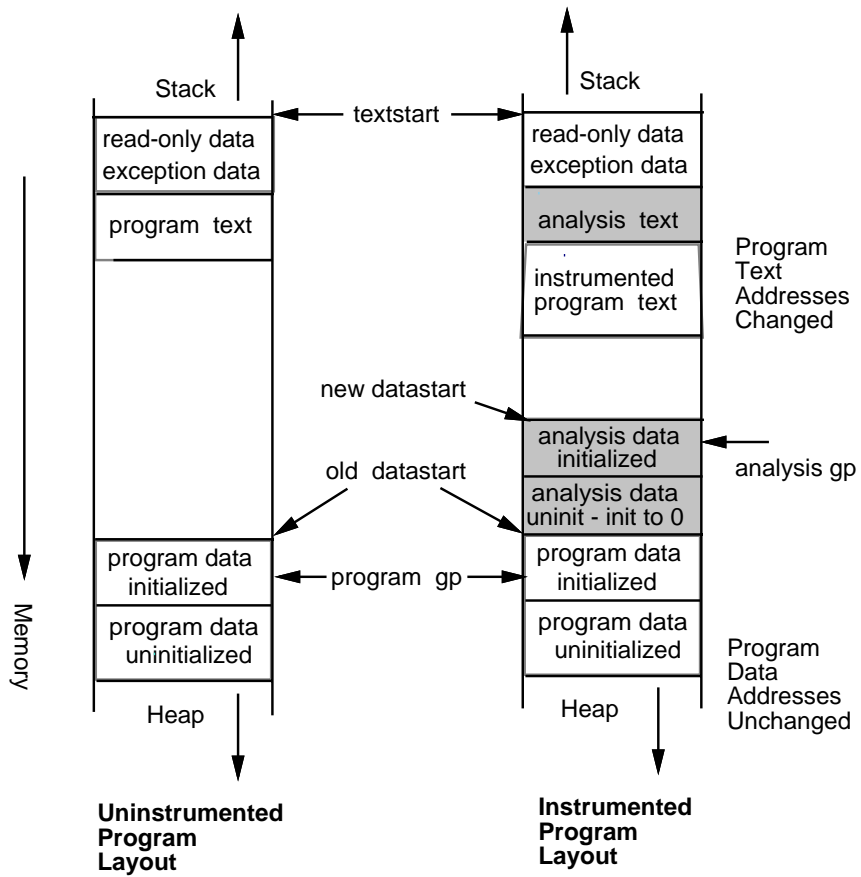 Stack
read-only data
exception data
program text
Memory
program data
initialized
program data
uninitialized
Heap
Uninstrumented
Program
Layout
textstart
new datastart
old datastart
program gp
Stack
read-only data
exception data
analysis text
instrumented
program text
analysis data
initialized
analysis data
uninit - init to 0
program data
initialized
program data
uninitialized
Heap
Instrumented
Program
Layout
Program
Text
Addresses
Changed
analysis gp
Program
Data
Addresses
Unchanged